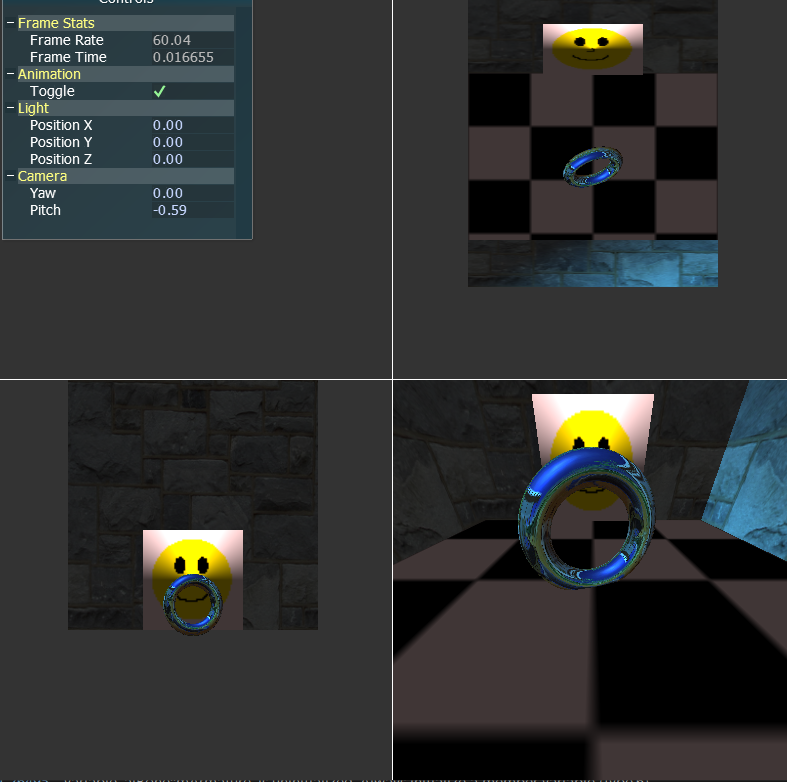 Controls
Frame Stats
Frame Rate 60.04
Frame Time 0.016655
Animation
Toggle ✓
Light
Position X 0.00
Position Y 0.00
Position Z 0.00
Camera
Yaw 0.00
Pitch -0.59